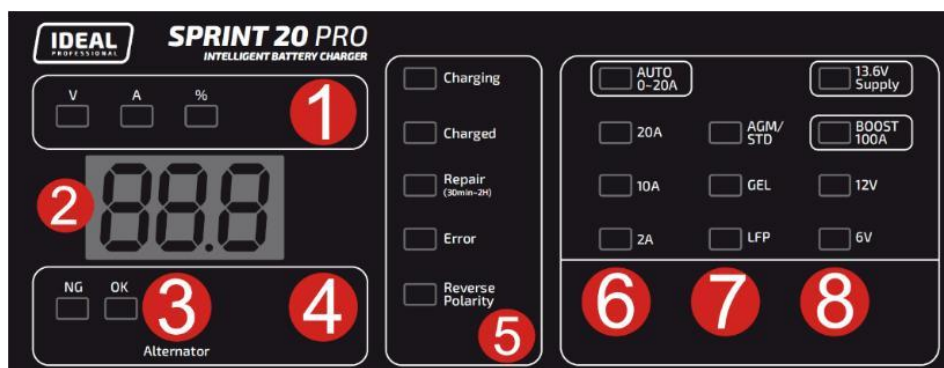 IDEAL
PROFESSIONAL
SPRINT 20 PRO
INTELLIGENT BATTERY CHARGER
V A %
1
2
88.8
NG OK
3
4
Alternator
Charging
Charged
Repair
(30min~2H)
Error
Reverse
Polarity
5
AUTO
0~20A
13.6V
Supply
20A
AGM/
STD
BOOST
100A
10A
GEL
12V
2A
LFP
6V
6
7
8